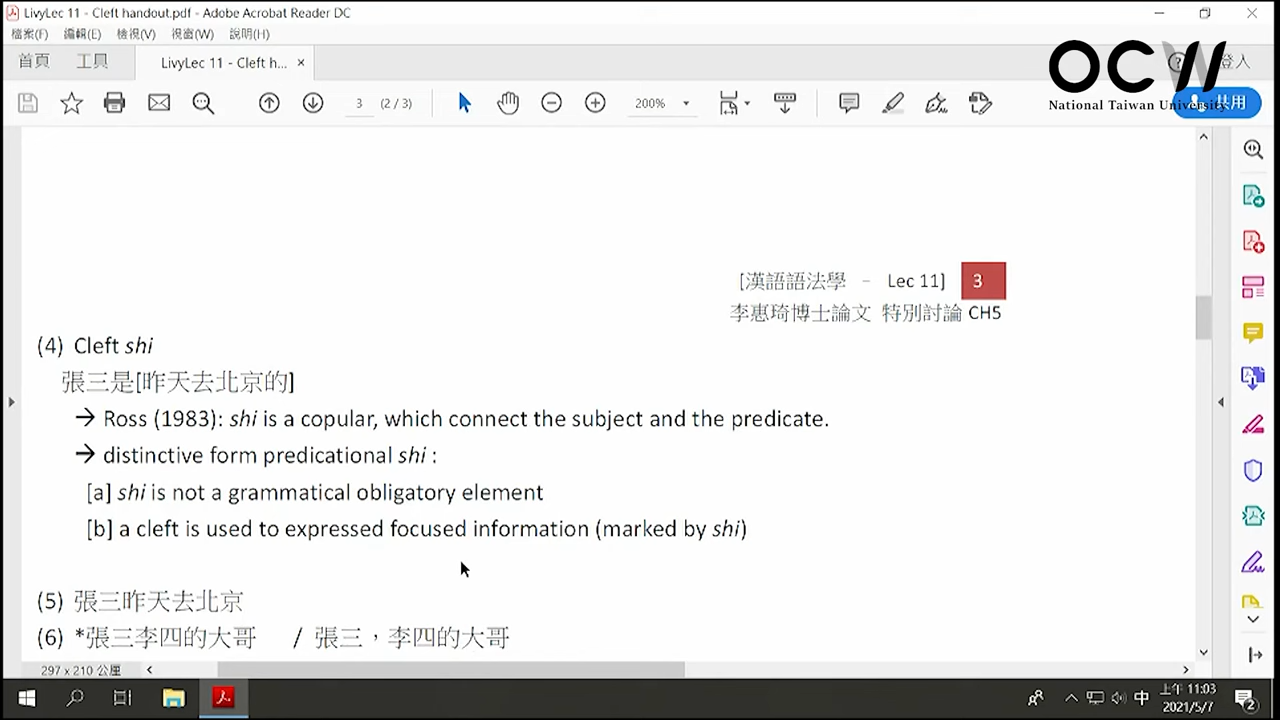 LivyLec 11 - Cleft handout.pdf - Adobe Acrobat Reader DC
檔案(F) 編輯(E) 檢視(V) 視窗(W) 說明(H)
首頁 工具 LivyLec 11 - Cleft h... × 登入
OCW
National Taiwan University
3 (2 / 3) 200% 共用
[漢語語法學 – Lec 11] 3
李惠琦博士論文 特別討論 CH5
(4) Cleft shi
張三是[昨天去北京的]
→ Ross (1983): shi is a copular, which connect the subject and the predicate.
→ distinctive form predicational shi :
[a] shi is not a grammatical obligatory element
[b] a cleft is used to expressed focused information (marked by shi)
(5) 張三昨天去北京
(6) *張三李四的大哥 / 張三，李四的大哥
297 x 210 公厘
中 上午 11:03
2021/5/7 2